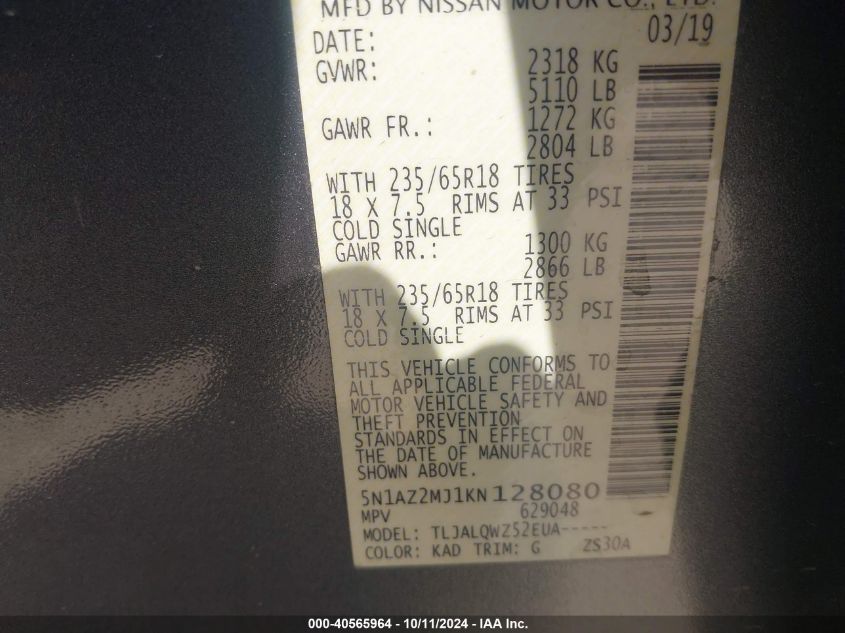 MFD BY NISSAN MOTOR CO., LTD.
DATE: 03/19
GVWR: 2318 KG
5110 LB
GAWR FR.: 1272 KG
2804 LB
WITH 235/65R18 TIRES
18 X 7.5 RIMS AT 33 PSI
COLD SINGLE
GAWR RR.: 1300 KG
2866 LB
WITH 235/65R18 TIRES
18 X 7.5 RIMS AT 33 PSI
COLD SINGLE
THIS VEHICLE CONFORMS TO
ALL APPLICABLE FEDERAL
MOTOR VEHICLE SAFETY AND
THEFT PREVENTION
STANDARDS IN EFFECT ON
THE DATE OF MANUFACTURE
SHOWN ABOVE.
5N1AZ2MJ1KN128080
MPV 629048
MODEL: TLJALQWZ52EUA-----
COLOR: KAD TRIM: G ZS30A
000-40565964 - 10/11/2024 - IAA Inc.